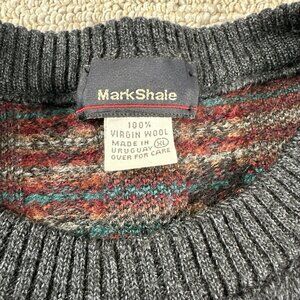 MarkShale
100%
VIRGIN WOOL
MADE IN XL
URUGUAY
OVER FOR CARE